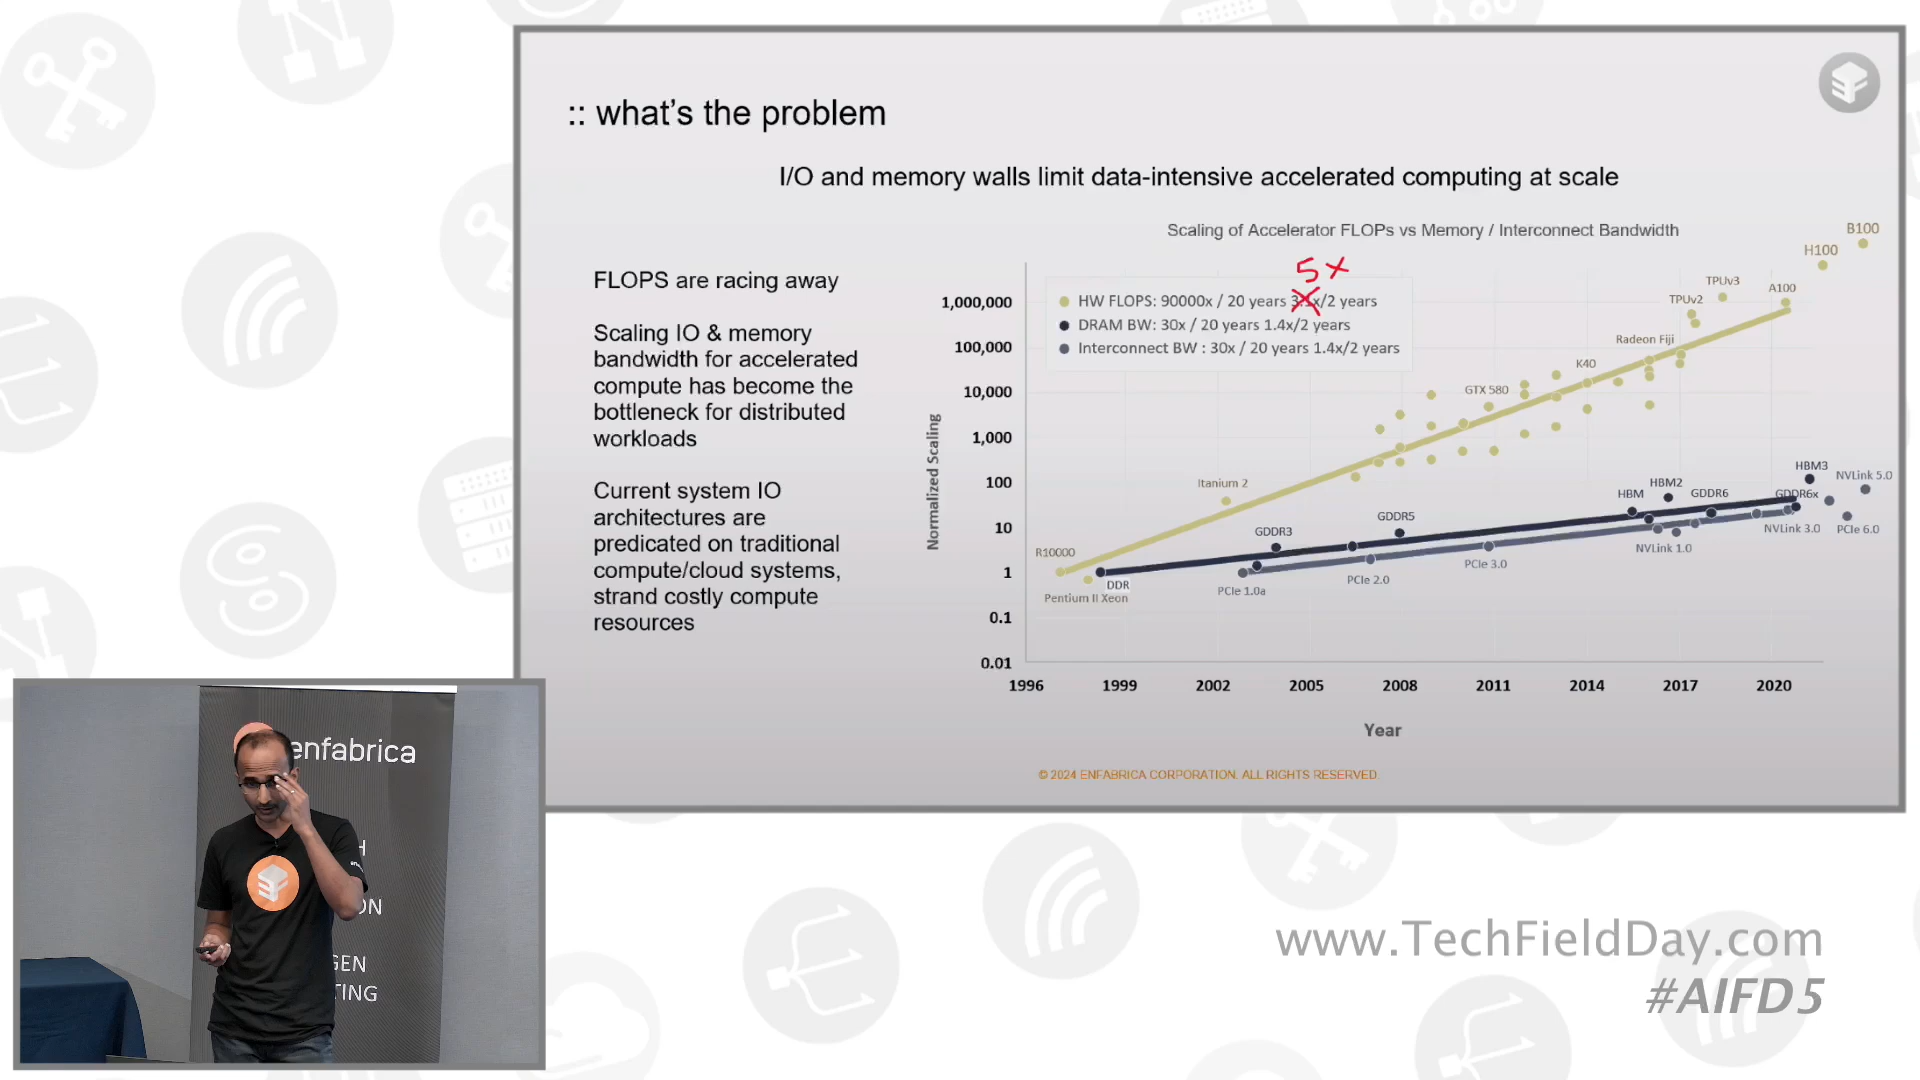 :: what's the problem
I/O and memory walls limit data-intensive accelerated computing at scale
FLOPS are racing away
Scaling IO & memory
bandwidth for accelerated
compute has become the
bottleneck for distributed
workloads
Current system IO
architectures are
predicated on traditional
compute/cloud systems,
strand costly compute
resources
Scaling of Accelerator FLOPs vs Memory / Interconnect Bandwidth
5x
HW FLOPS: 90000x / 20 years 3.1x/2 years
DRAM BW: 30x / 20 years 1.4x/2 years
Interconnect BW : 30x / 20 years 1.4x/2 years
Normalized Scaling
1,000,000
100,000
10,000
1,000
100
10
1
0.1
0.01
B100
H100
TPUv3
A100
TPUv2
Radeon Fiji
K40
GTX 580
Itanium 2
R10000
Pentium II Xeon
HBM3
NVLink 5.0
HBM2
HBM
GDDR6
GDDR6x
GDDR5
GDDR3
DDR
NVLink 3.0
PCIe 6.0
NVLink 1.0
PCIe 3.0
PCIe 2.0
PCIe 1.0a
1996 1999 2002 2005 2008 2011 2014 2017 2020
Year
© 2024 ENFABRICA CORPORATION. ALL RIGHTS RESERVED.
enfabrica
H
ON
GEN
TING
www.TechFieldDay.com
#AIFD5